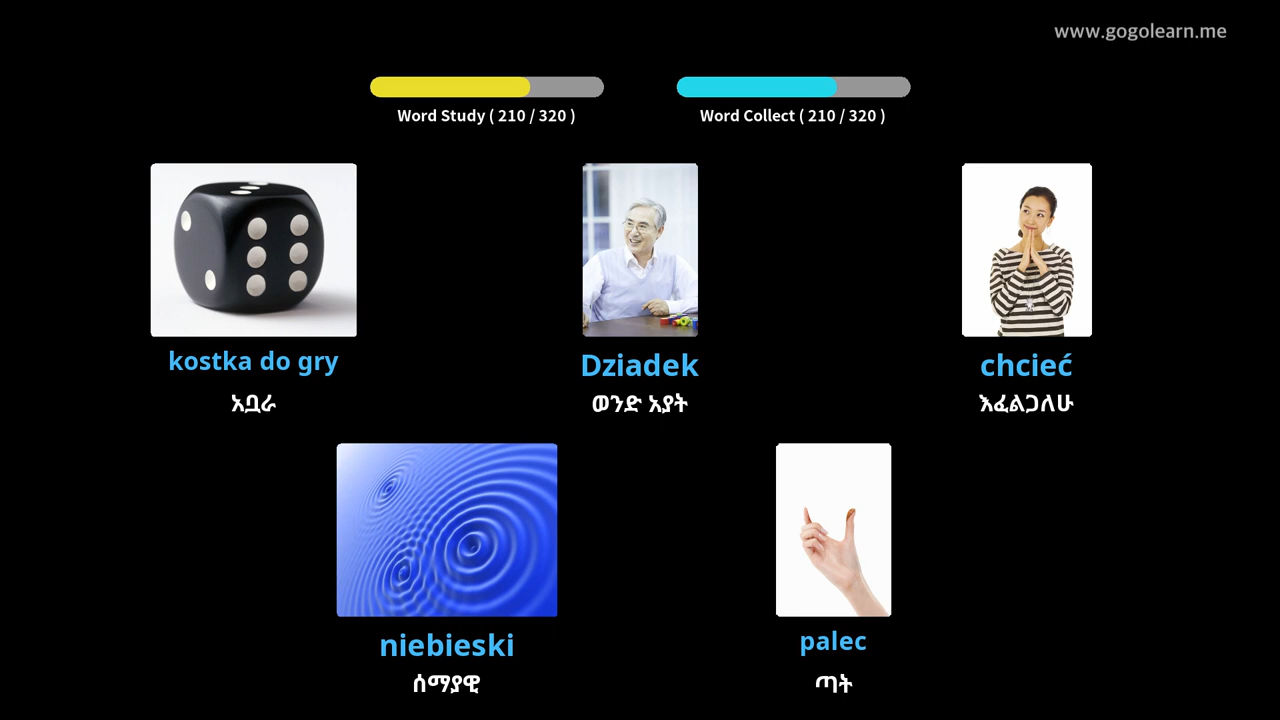 www.gogolearn.me
Word Study ( 210 / 320 )
Word Collect ( 210 / 320 )
kostka do gry
አቧራ
Dziadek
ወንድ አያት
chcieć
እፈልጋለሁ
niebieski
ሰማያዊ
palec
ጣት